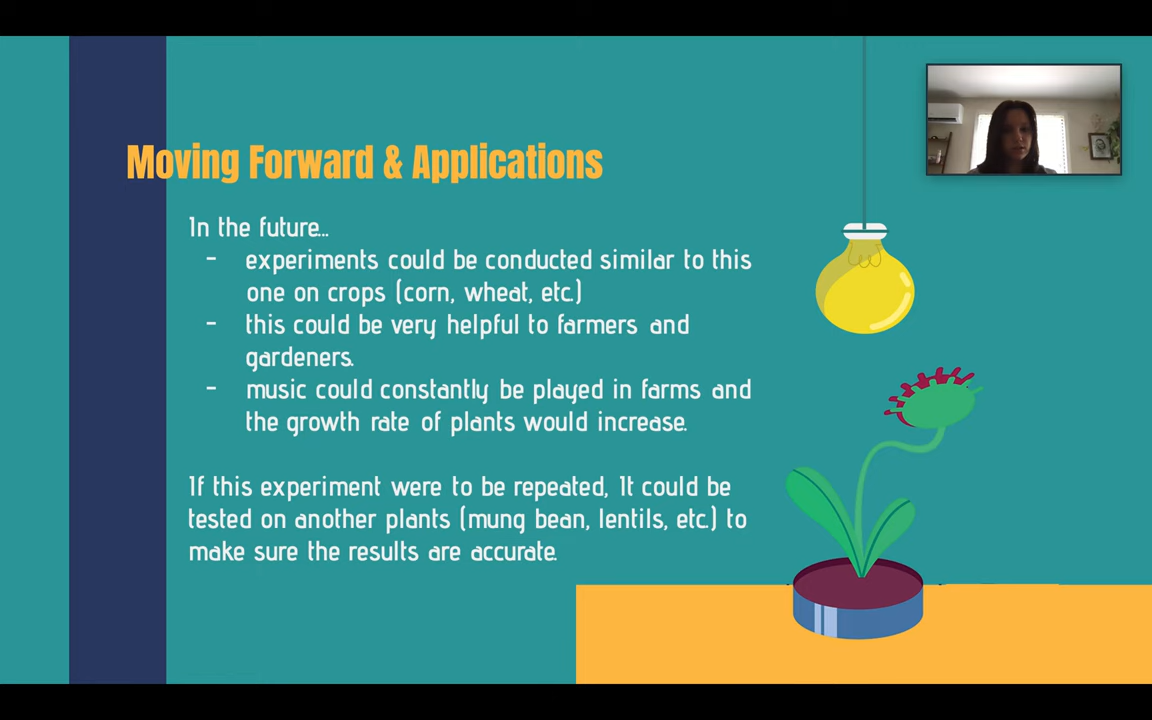 Moving Forward & Applications
In the future...
- experiments could be conducted similar to this
one on crops (corn, wheat, etc.)
- this could be very helpful to farmers and
gardeners.
- music could constantly be played in farms and
the growth rate of plants would increase.
If this experiment were to be repeated, It could be
tested on another plants (mung bean, lentils, etc.) to
make sure the results are accurate.